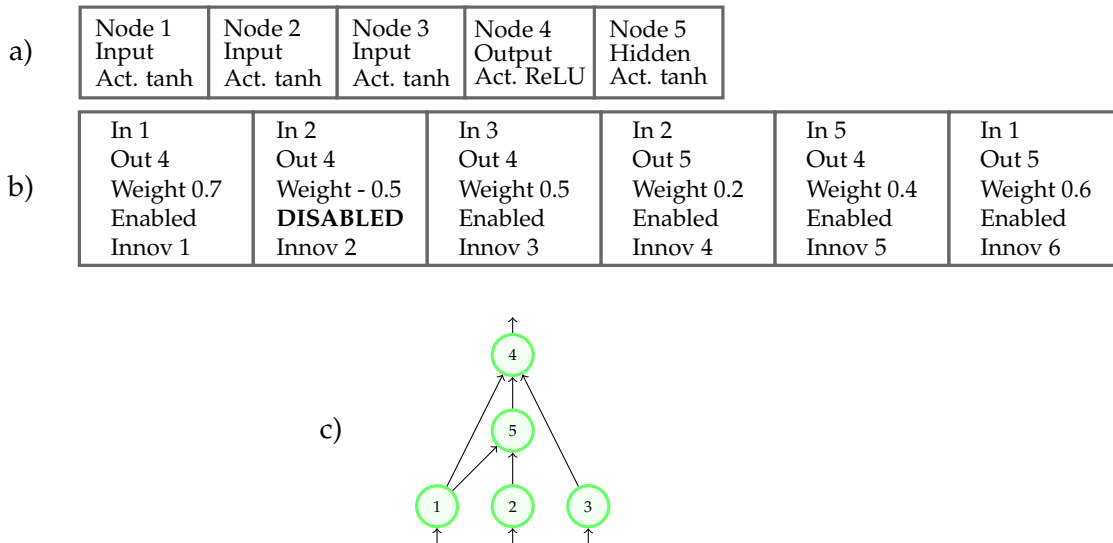 a)
Node 1
Input
Act. tanh
Node 2
Input
Act. tanh
Node 3
Input
Act. tanh
Node 4
Output
Act. ReLU
Node 5
Hidden
Act. tanh
b)
In 1
Out 4
Weight 0.7
Enabled
Innov 1
In 2
Out 4
Weight - 0.5
DISABLED
Innov 2
In 3
Out 4
Weight 0.5
Enabled
Innov 3
In 2
Out 5
Weight 0.2
Enabled
Innov 4
In 5
Out 4
Weight 0.4
Enabled
Innov 5
In 1
Out 5
Weight 0.6
Enabled
Innov 6
c)
4
5
1
2
3